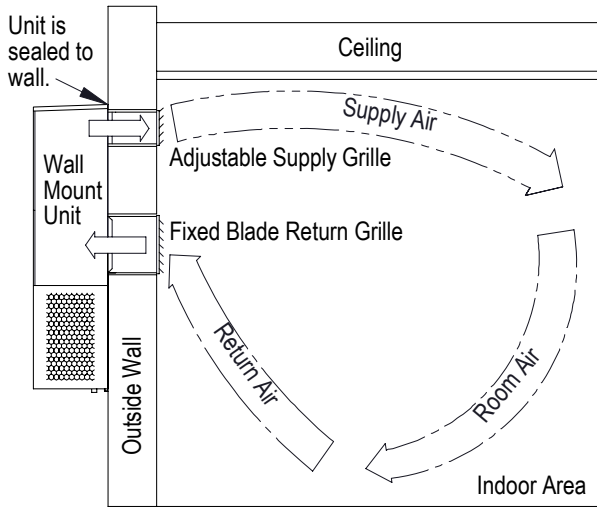 Unit is
sealed to
wall.
Ceiling
Supply Air
Adjustable Supply Grille
Wall
Mount
Unit
Fixed Blade Return Grille
Return Air
Room Air
Outside Wall
Indoor Area